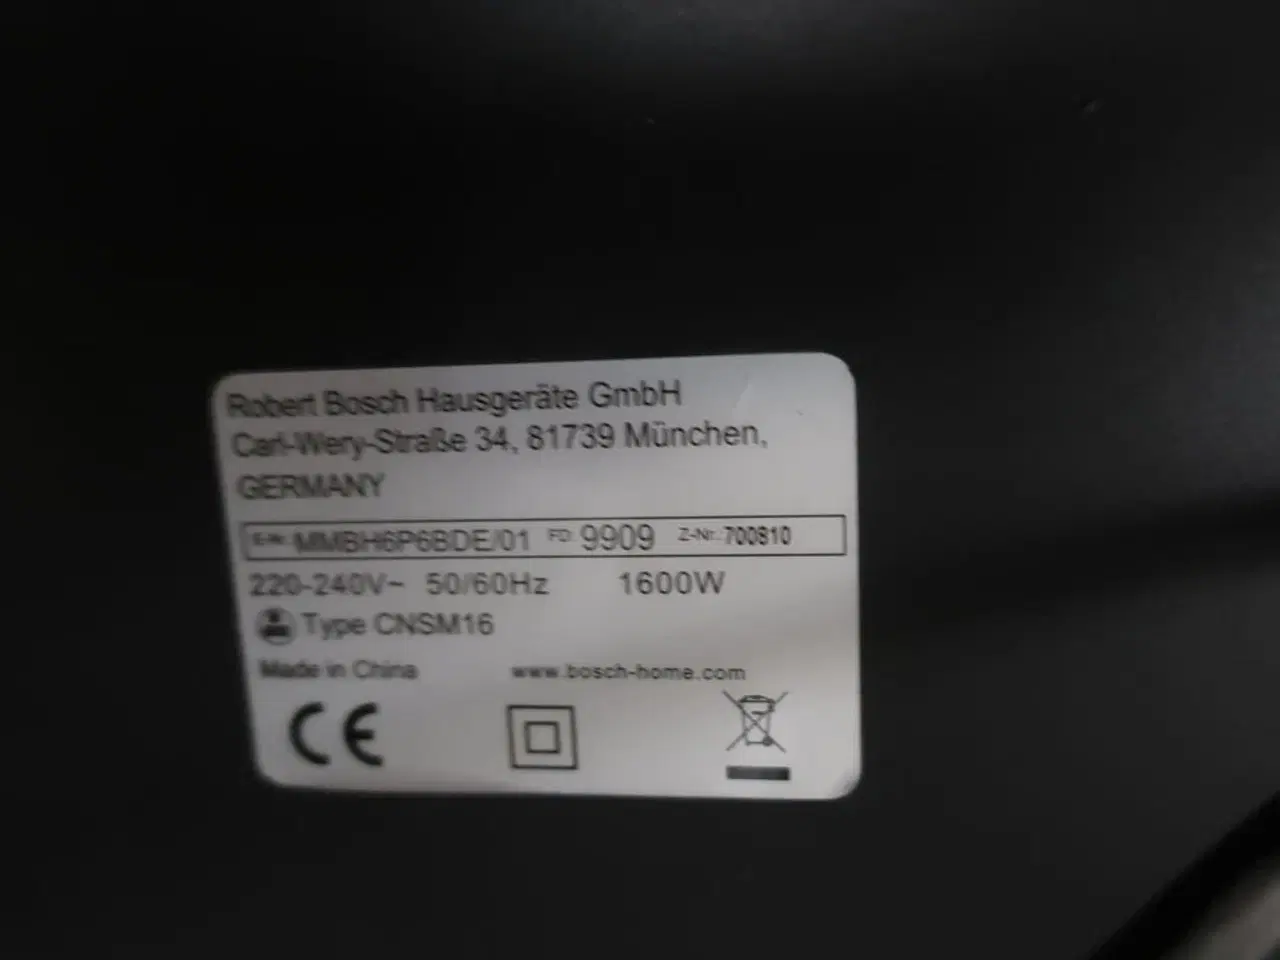 Robert Bosch Hausgeräte GmbH
Carl-Wery-Straße 34, 81739 München,
GERMANY
E-Nr. MMBH6P6BDE/01 FD: 9909 Z-Nr.: 700810
220-240V~ 50/60Hz 1600W
Type CNSM16
Made in China www.bosch-home.com
CE